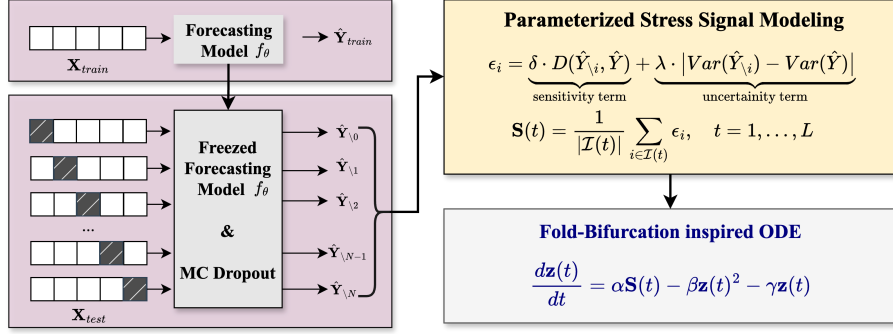 X_train
Forecasting
Model f_θ
Ŷ_train
X_test
...
Freezed
Forecasting
Model f_θ
&
MC Dropout
Ŷ_\0
Ŷ_\1
Ŷ_\2
Ŷ_\N−1
Ŷ_\N
Parameterized Stress Signal Modeling
ϵ_i = δ · D(Ŷ_\i, Ŷ) + λ · |Var(Ŷ_\i) − Var(Ŷ)|
sensitivity term uncertainity term
S(t) = 1/|I(t)| ∑_{i∈I(t)} ϵ_i, t = 1, . . . , L
Fold-Bifurcation inspired ODE
dz(t)/dt = αS(t) − βz(t)² − γz(t)